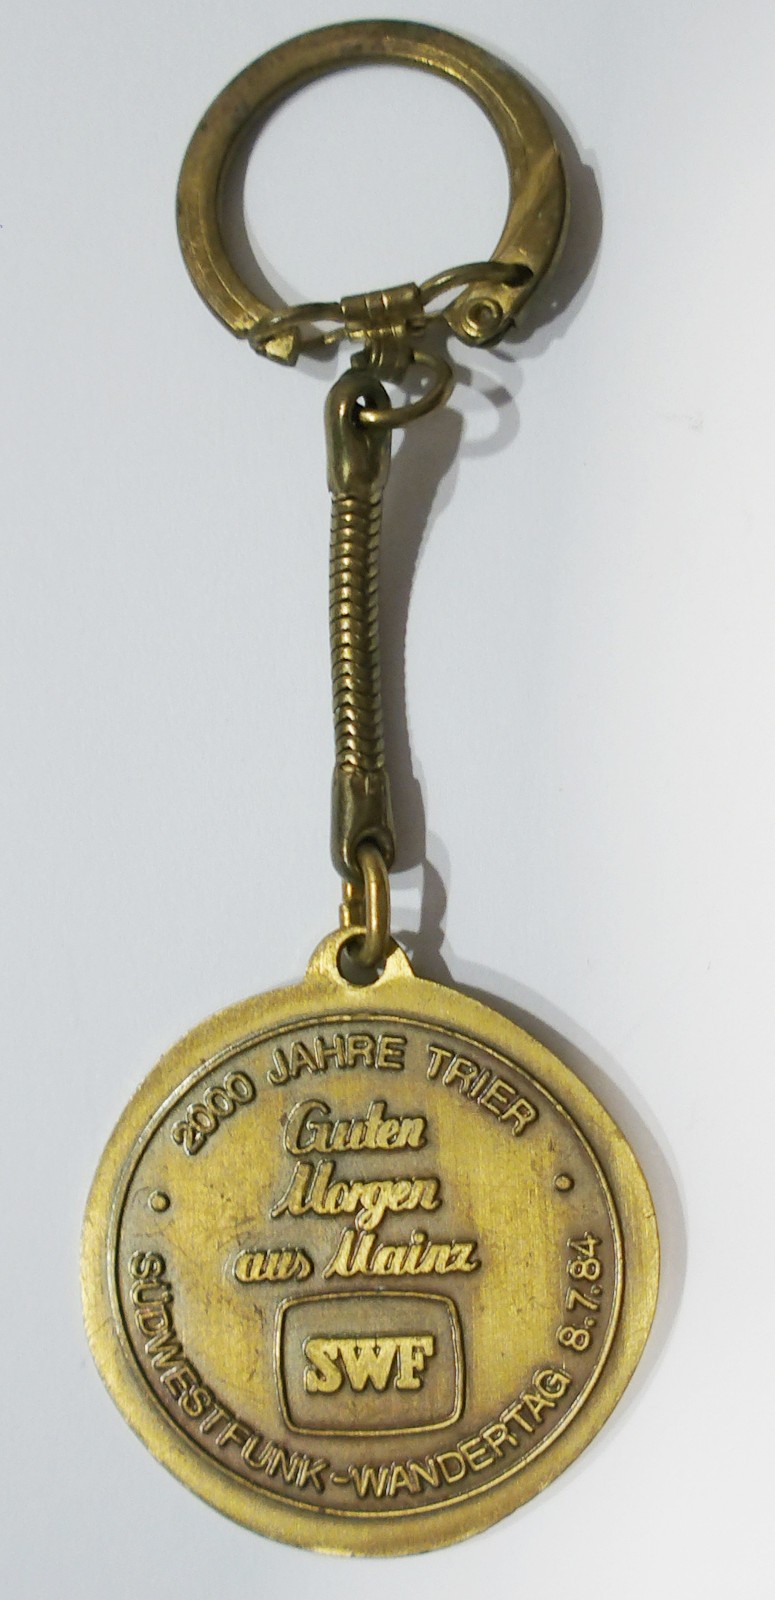 2000 JAHRE TRIER
Guten
Morgen
aus Mainz
SWF
SÜDWESTFUNK-WANDERTAG 8.7.84